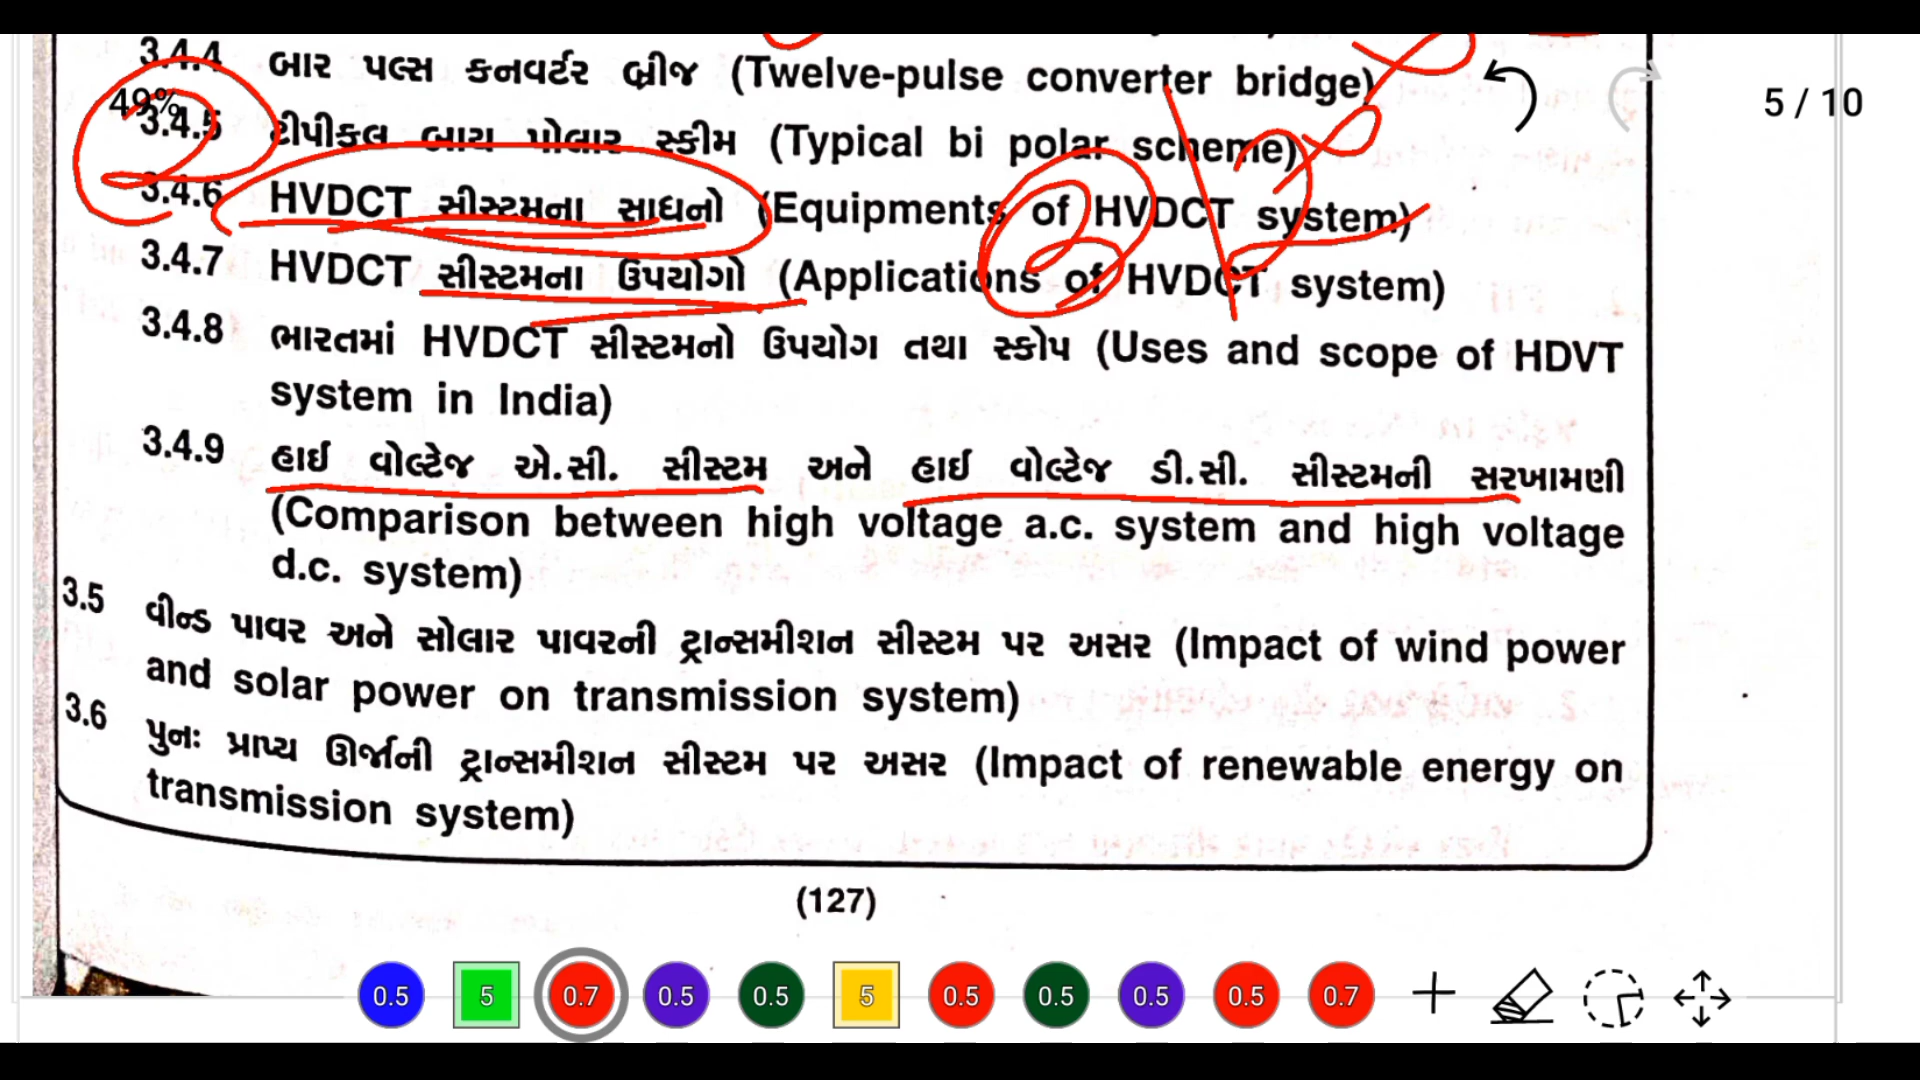 3.4.4 બાર પલ્સ કનવર્ટર બ્રીજ (Twelve-pulse converter bridge)
49%
5 / 10
3.4.5 ટીપીકલ બાય પોલાર સ્કીમ (Typical bi polar scheme)
3.4.6 HVDCT સીસ્ટમના સાધનો (Equipments of HVDCT system)
3.4.7 HVDCT સીસ્ટમના ઉપયોગો (Applications of HVDCT system)
3.4.8 ભારતમાં HVDCT સીસ્ટમનો ઉપયોગ તથા સ્કોપ (Uses and scope of HDVT
system in India)
3.4.9 હાઈ વોલ્ટેજ એ.સી. સીસ્ટમ અને હાઈ વોલ્ટેજ ડી.સી. સીસ્ટમની સરખામણી
(Comparison between high voltage a.c. system and high voltage
d.c. system)
3.5 વીન્ડ પાવર અને સોલાર પાવરની ટ્રાન્સમીશન સીસ્ટમ પર અસર (Impact of wind power
and solar power on transmission system)
3.6 પુનઃ પ્રાપ્ય ઊર્જાની ટ્રાન્સમીશન સીસ્ટમ પર અસર (Impact of renewable energy on
transmission system)
(127)
0.5 5 0.7 0.5 0.5 5 0.5 0.5 0.5 0.5 0.7